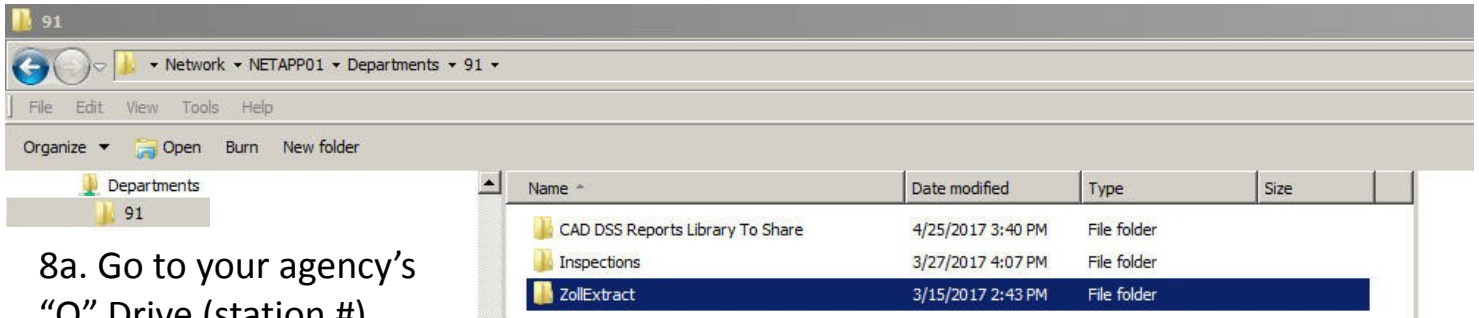 91
Network NETAPP01 Departments 91
File Edit View Tools Help
Organize Open Burn New folder
Departments
91
Name Date modified Type Size
CAD DSS Reports Library To Share 4/25/2017 3:40 PM File folder
Inspections 3/27/2017 4:07 PM File folder
ZollExtract 3/15/2017 2:43 PM File folder
8a. Go to your agency’s
Drive (station #)